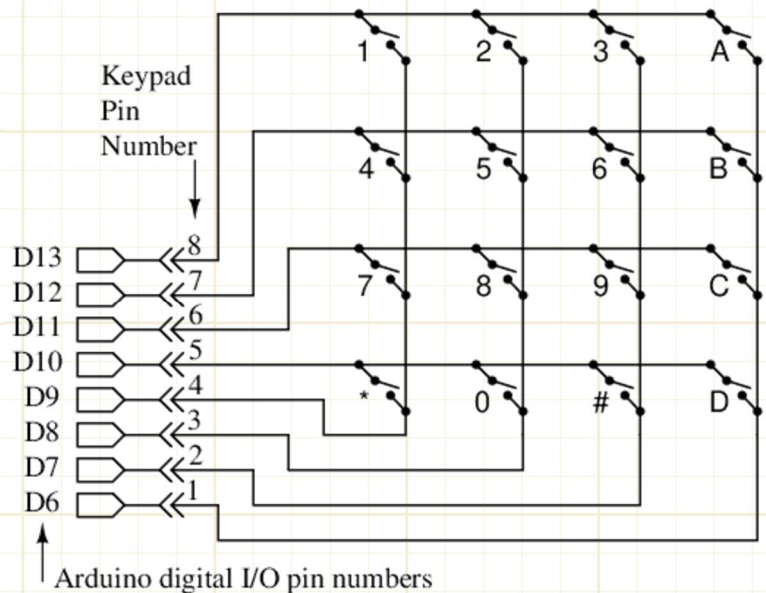 1 2 3 A
Keypad
Pin
Number
4 5 6 B
8
D13
7
D12
7 8 9 C
6
D11
5
D10
4
D9
* 0 # D
3
D8
2
D7
1
D6
Arduino digital I/O pin numbers